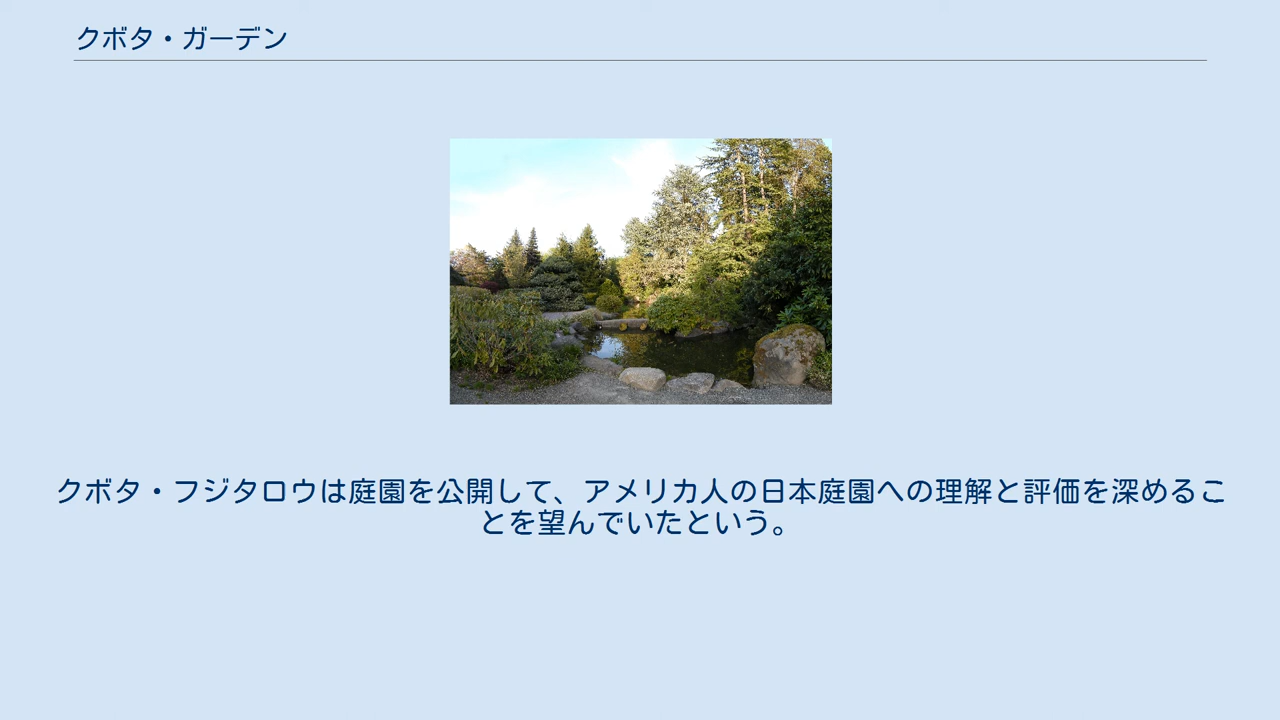 クボタ・ガーデン
クボタ・フジタロウは庭園を公開して、アメリカ人の日本庭園への理解と評価を深めるこ
とを望んでいたという。